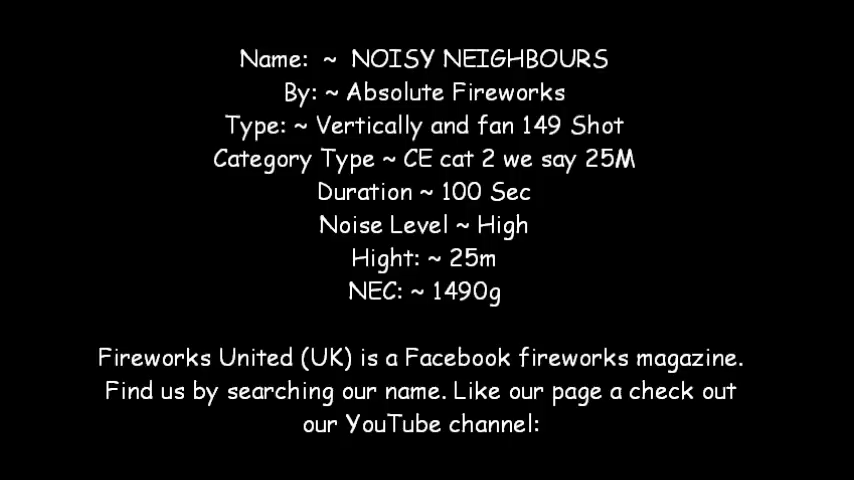 Name: ~ NOISY NEIGHBOURS
By: ~ Absolute Fireworks
Type: ~ Vertically and fan 149 Shot
Category Type ~ CE cat 2 we say 25M
Duration ~ 100 Sec
Noise Level ~ High
Hight: ~ 25m
NEC: ~ 1490g
Fireworks United (UK) is a Facebook fireworks magazine.
Find us by searching our name. Like our page a check out
our YouTube channel: